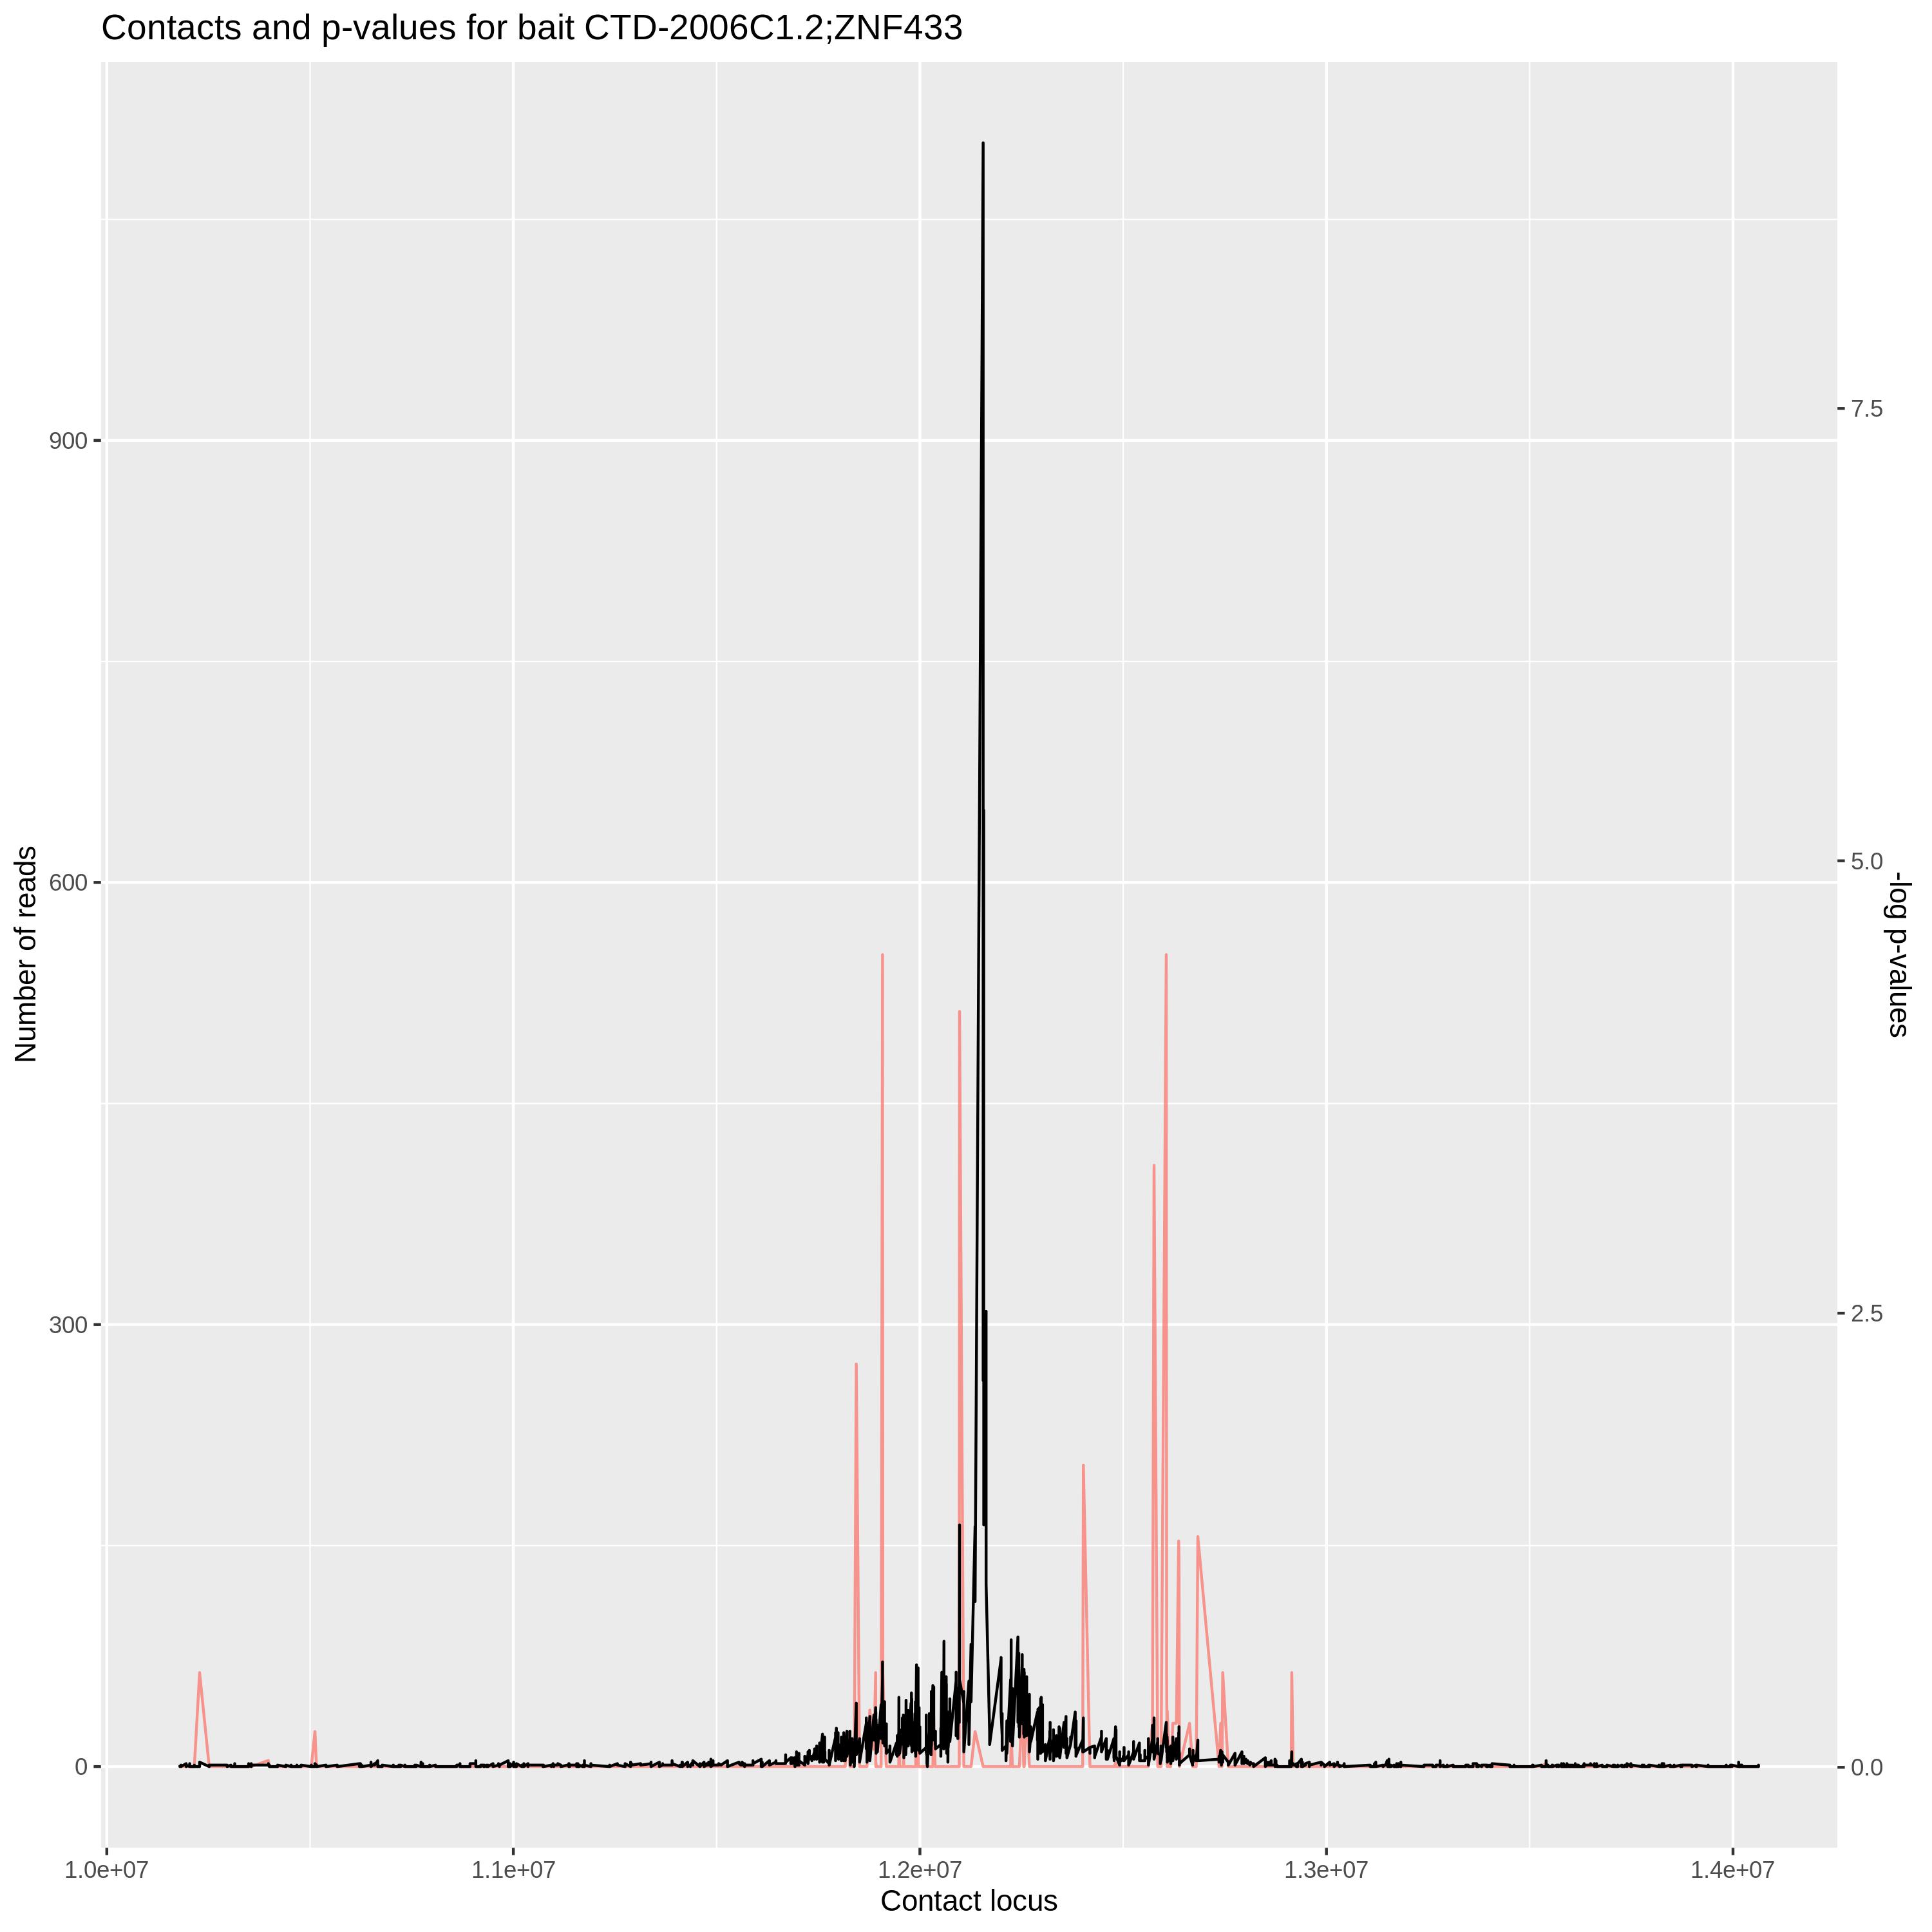 Contacts and p-values for bait CTD-2006C1.2;ZNF433
Number of reads
900
600
300
0
7.5
5.0
2.5
0.0
-log p-values
1.0e+07 1.1e+07 1.2e+07 1.3e+07 1.4e+07
Contact locus